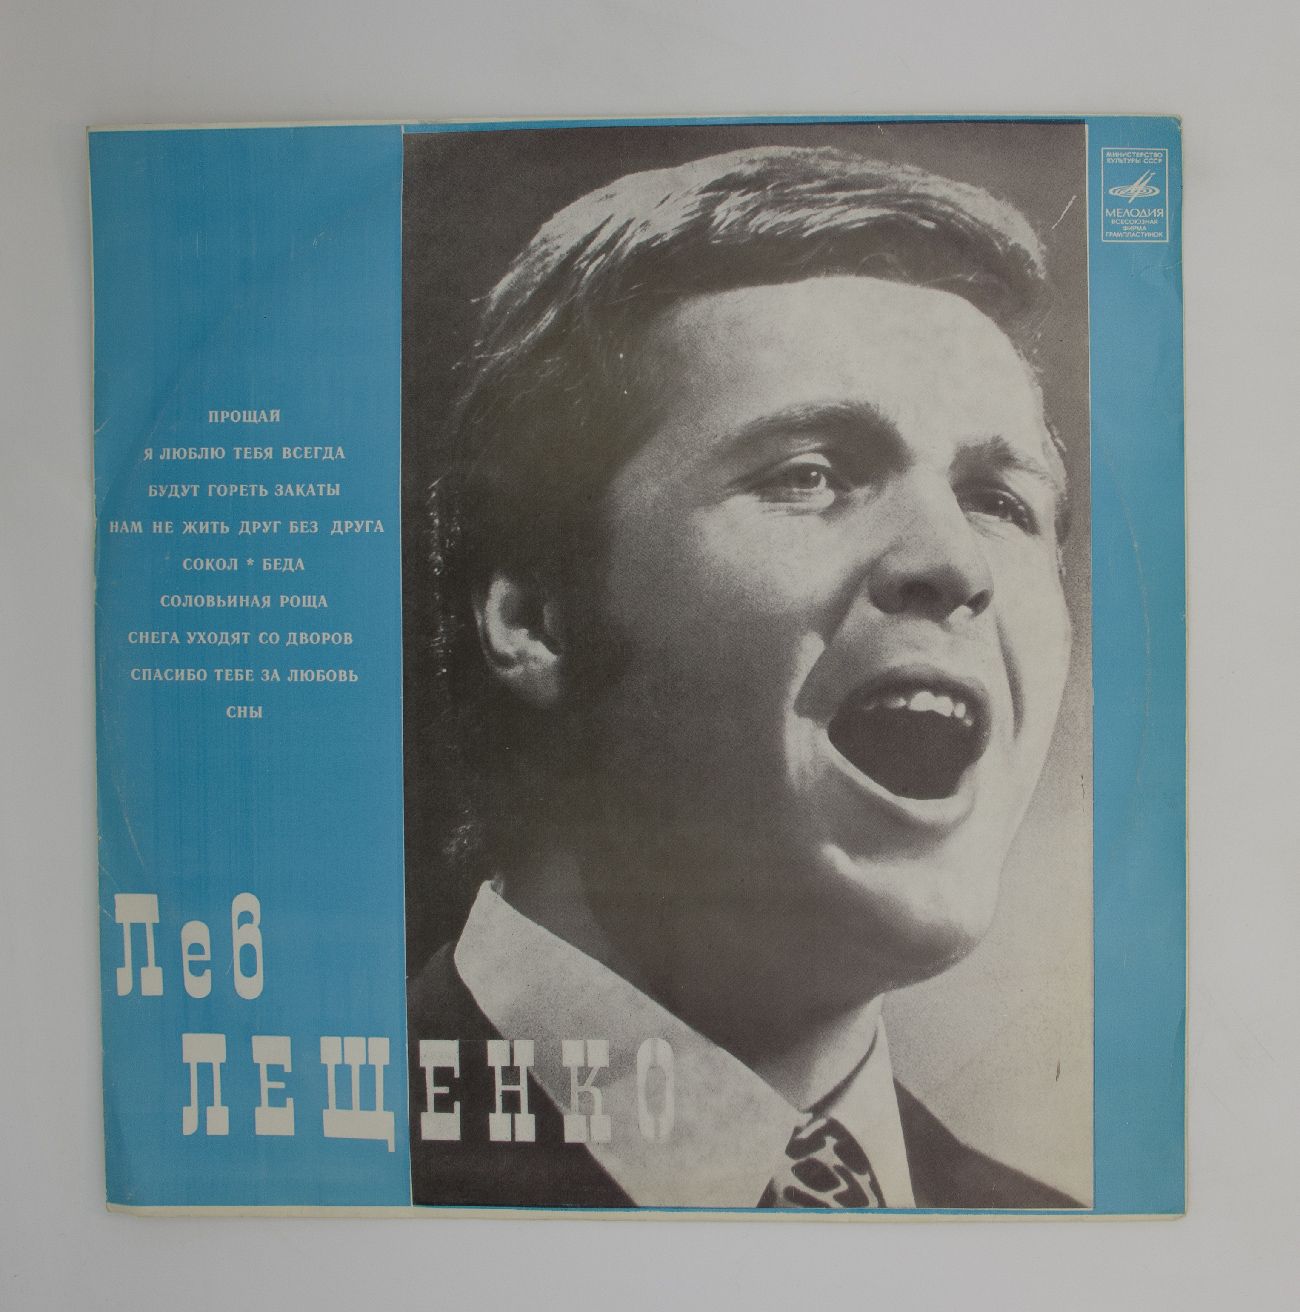 МИНИСТЕРСТВО
КУЛЬТУРЫ СССР
МЕЛОДИЯ
ВСЕСОЮЗНАЯ
ФИРМА
ГРАМПЛАСТИНОК
ПРОЩАЙ
Я ЛЮБЛЮ ТЕБЯ ВСЕГДА
БУДУТ ГОРЕТЬ ЗАКАТЫ
НАМ НЕ ЖИТЬ ДРУГ БЕЗ ДРУГА
СОКОЛ * БЕДА
СОЛОВЬИНАЯ РОЩА
СНЕГА УХОДЯТ СО ДВОРОВ
СПАСИБО ТЕБЕ ЗА ЛЮБОВЬ
СНЫ
Лев
ЛЕЩЕНКО